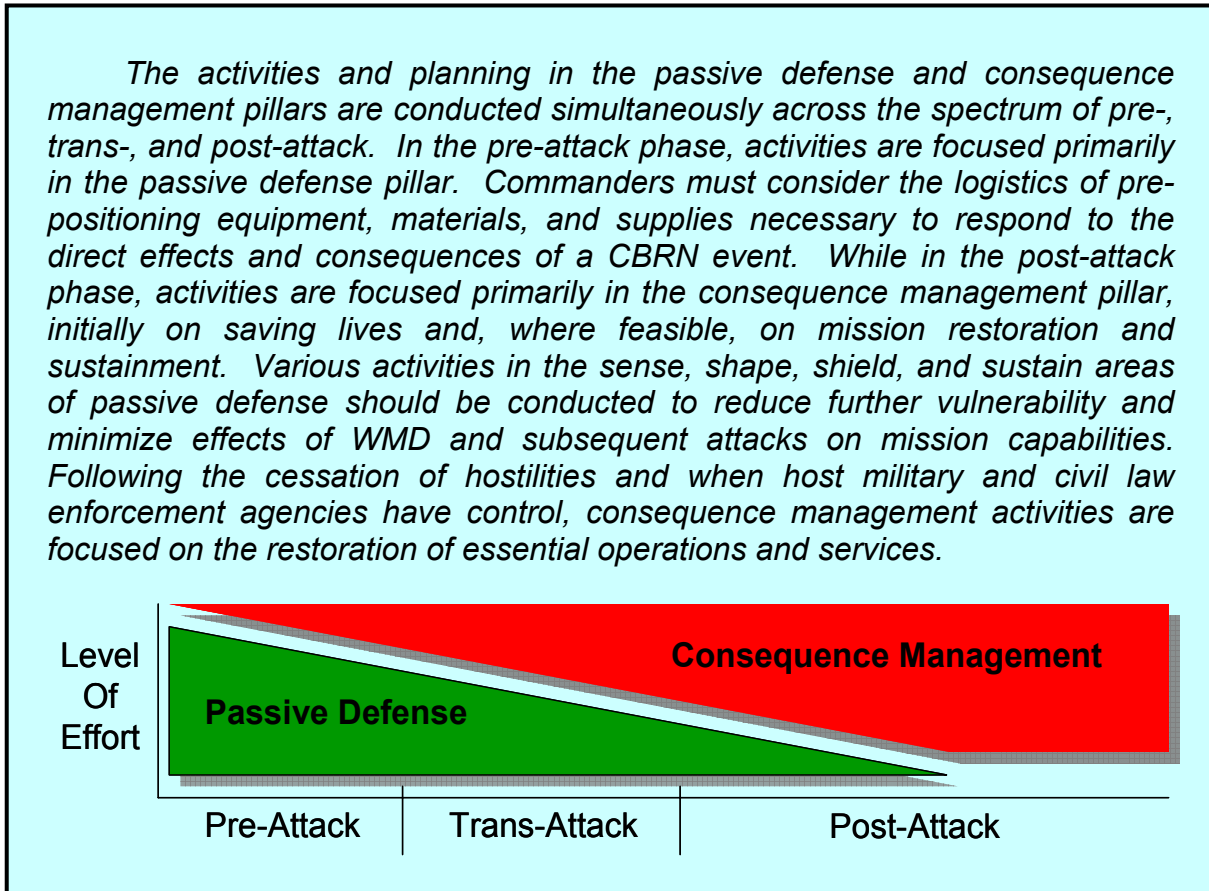 The activities and planning in the passive defense and consequence
management pillars are conducted simultaneously across the spectrum of pre-,
trans-, and post-attack.  In the pre-attack phase, activities are focused primarily
in the passive defense pillar.  Commanders must consider the logistics of pre-
positioning equipment, materials, and supplies necessary to respond to the
direct effects and consequences of a CBRN event.  While in the post-attack
phase, activities are focused primarily in the consequence management pillar,
initially on saving lives and, where feasible, on mission restoration and
sustainment.  Various activities in the sense, shape, shield, and sustain areas
of passive defense should be conducted to reduce further vulnerability and
minimize effects of WMD and subsequent attacks on mission capabilities.
Following the cessation of hostilities and when host military and civil law
enforcement agencies have control, consequence management activities are
focused on the restoration of essential operations and services.
Level
Of
Effort
Consequence Management
Passive Defense
Pre-Attack
Trans-Attack
Post-Attack